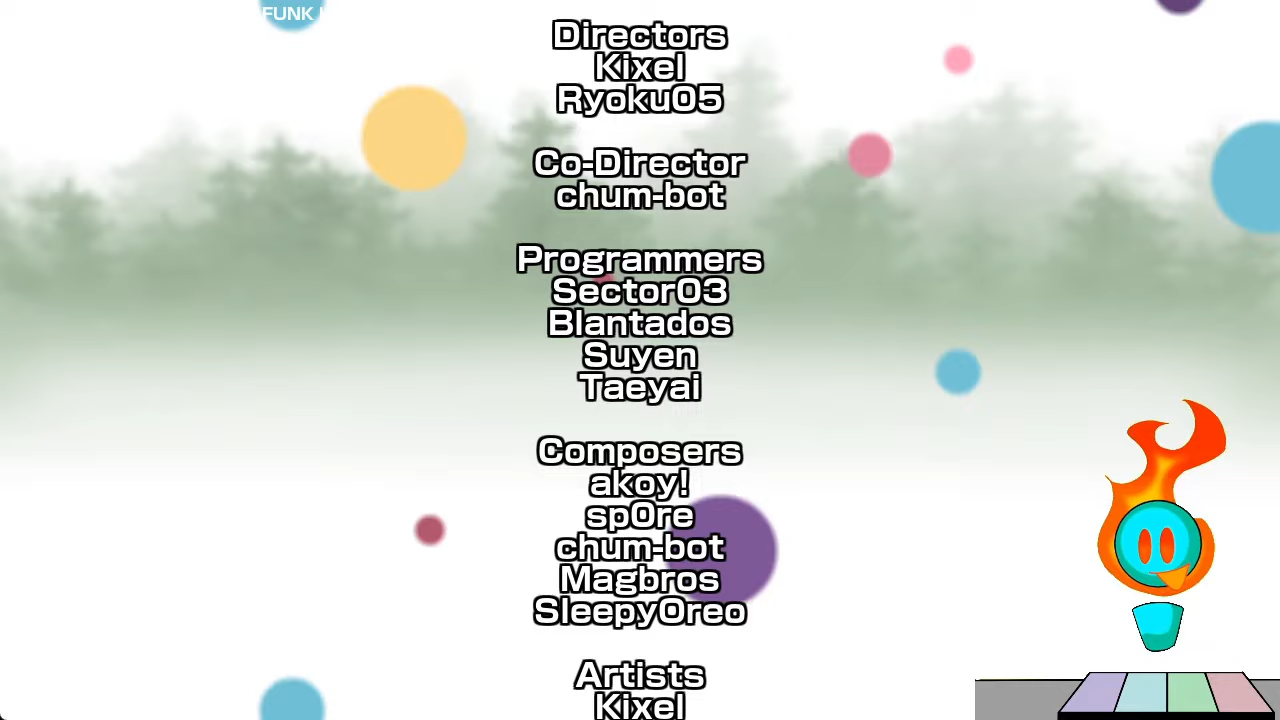 FUNK
Directors
Kixel
Ryoku05
Co-Director
chum-bot
Programmers
Sector03
Blantados
Suyen
Taeyai
Composers
akoy!
sp0re
chum-bot
Magbros
SleepyOreo
Artists
Kixel